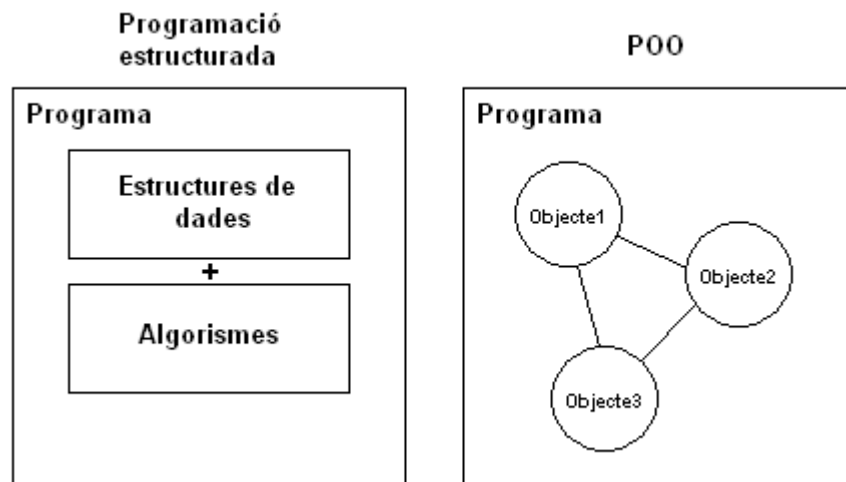 Programació
estructurada
Programa
Estructures de
dades
+
Algorismes
POO
Programa
Objecte1
Objecte2
Objecte3